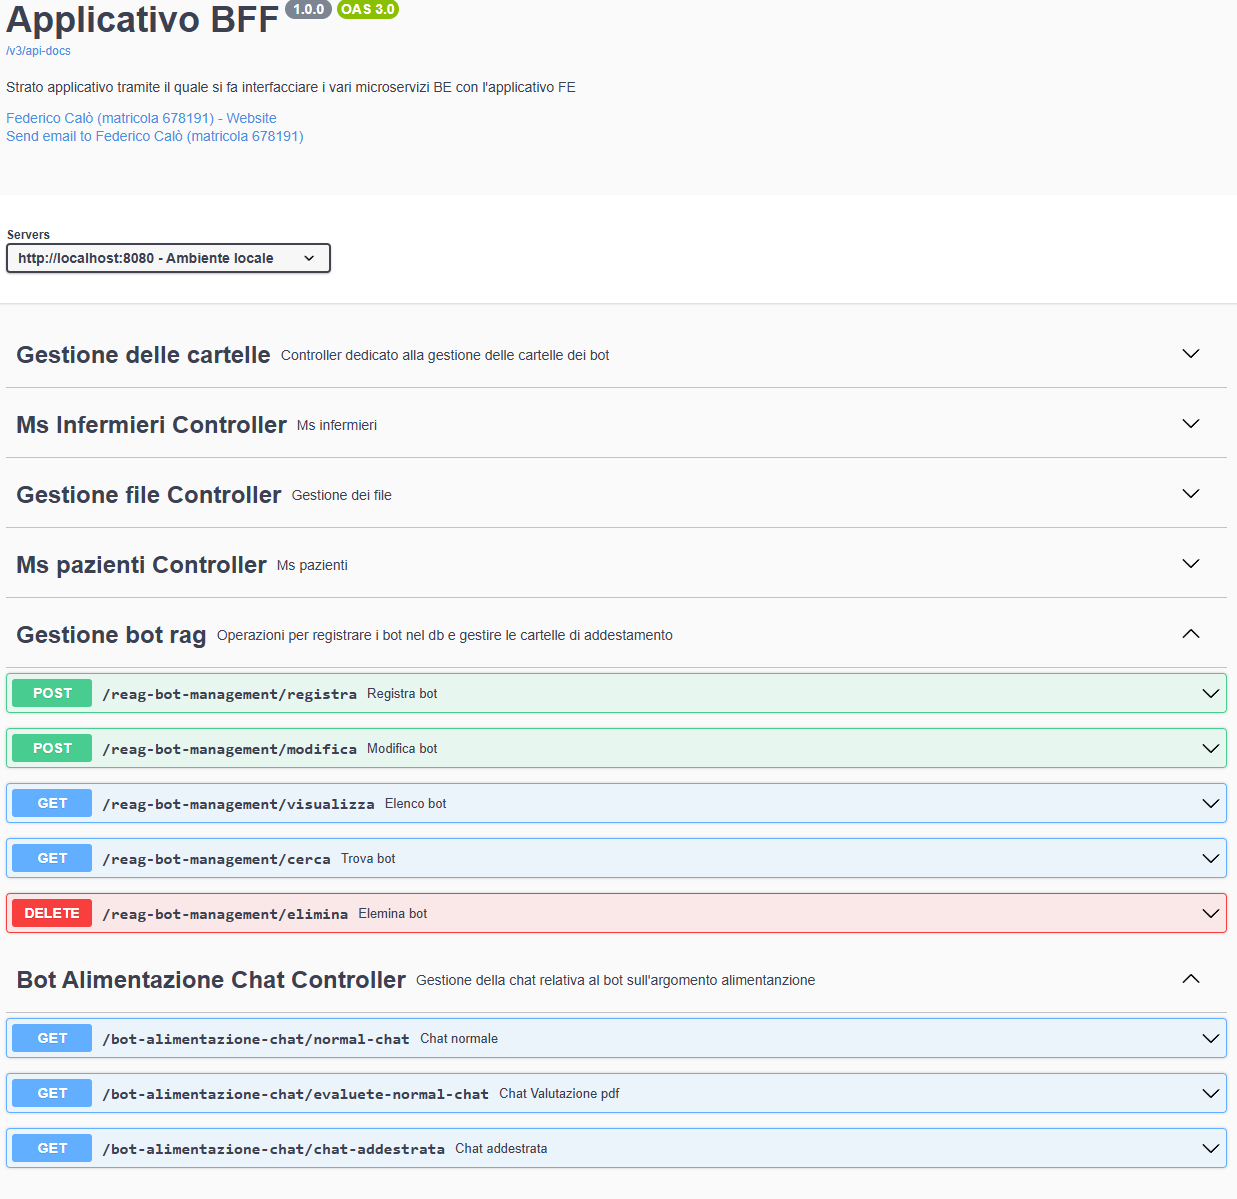 Applicativo BFF 1.0.0 OAS 3.0
/v3/api-docs
Strato applicativo tramite il quale si fa interfacciare i vari microservizi BE con l'applicativo FE
Federico Calò (matricola 678191) - Website
Send email to Federico Calò (matricola 678191)
Servers
http://localhost:8080 - Ambiente locale
Gestione delle cartelle Controller dedicato alla gestione delle cartelle dei bot
Ms Infermieri Controller Ms infermieri
Gestione file Controller Gestione dei file
Ms pazienti Controller Ms pazienti
Gestione bot rag Operazioni per registrare i bot nel db e gestire le cartelle di addestamento
POST /reag-bot-management/registra Registra bot
POST /reag-bot-management/modifica Modifica bot
GET /reag-bot-management/visualizza Elenco bot
GET /reag-bot-management/cerca Trova bot
DELETE /reag-bot-management/elimina Elemina bot
Bot Alimentazione Chat Controller Gestione della chat relativa al bot sull'argomento alimentanzione
GET /bot-alimentazione-chat/normal-chat Chat normale
GET /bot-alimentazione-chat/evaluete-normal-chat Chat Valutazione pdf
GET /bot-alimentazione-chat/chat-addestrata Chat addestrata